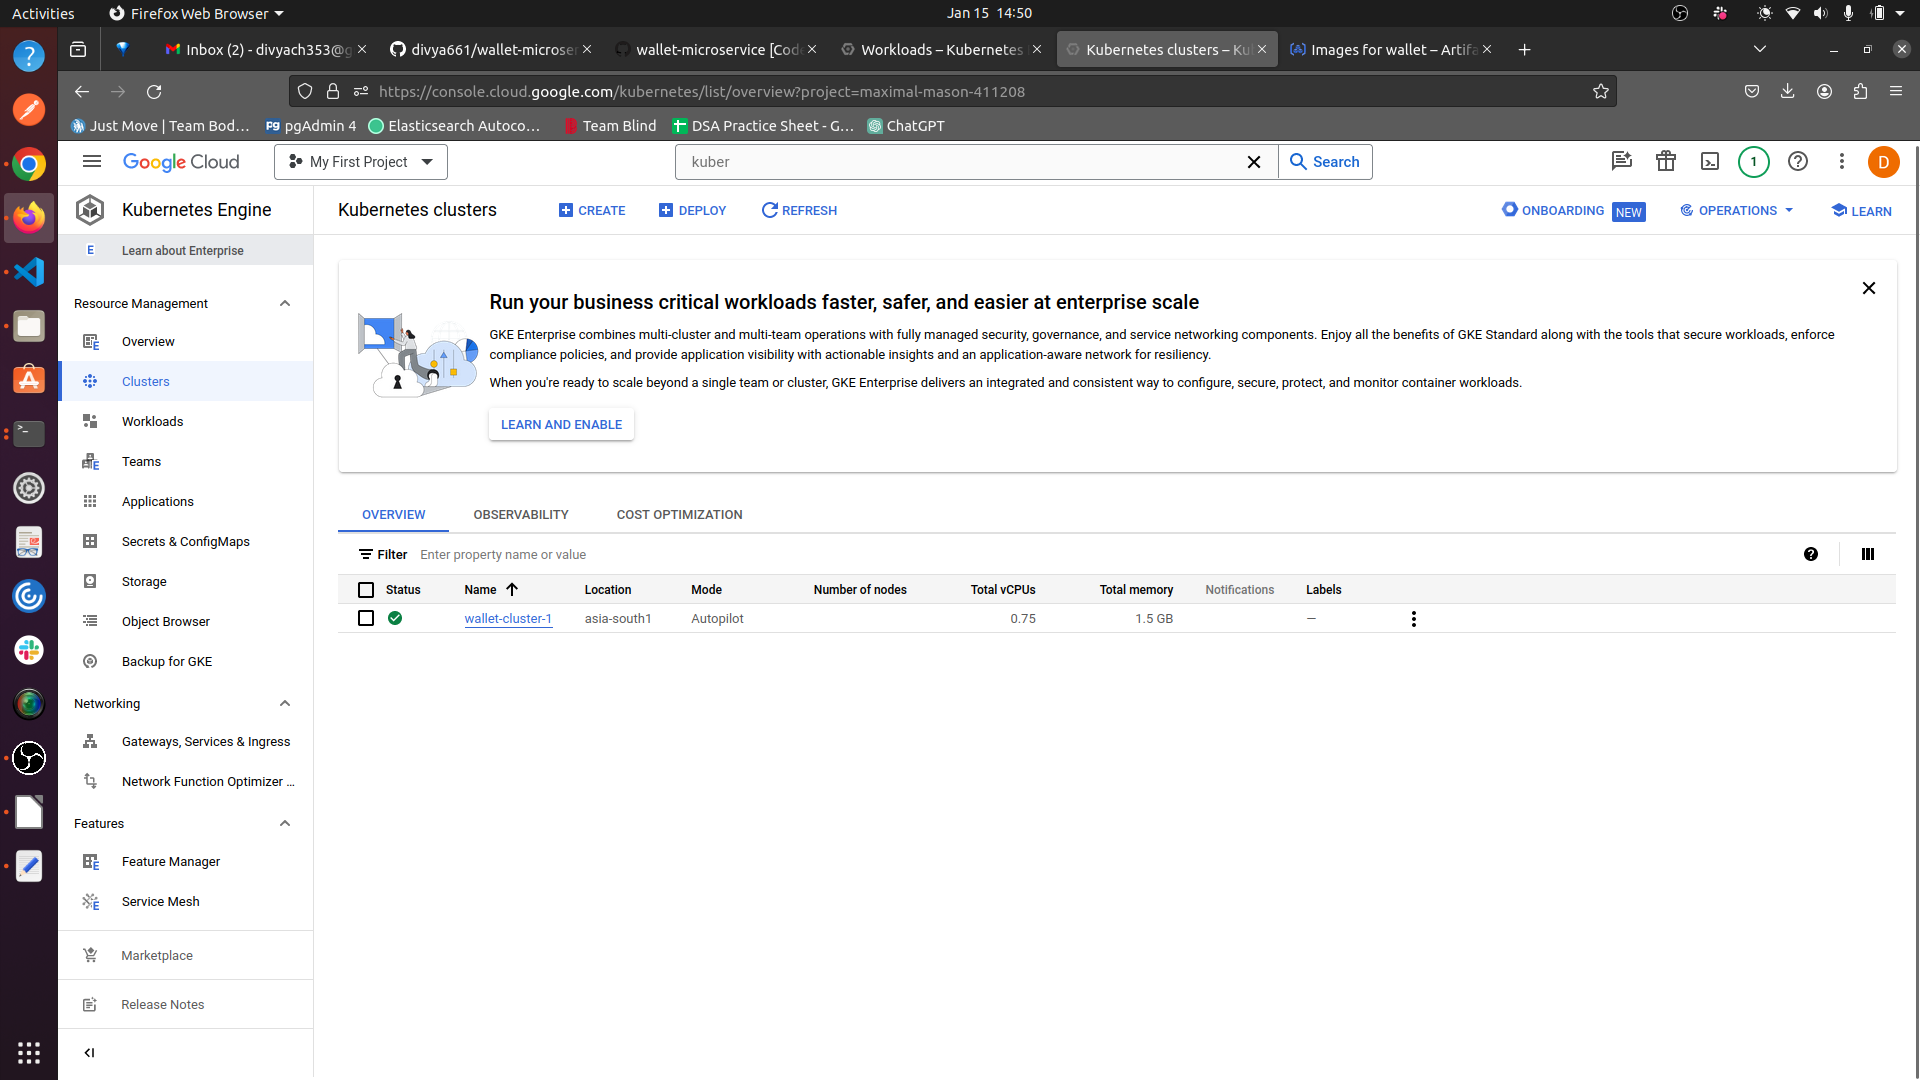 Activities
Firefox Web Browser
Jan 15 14:50
Inbox (2) - divyach353@g
divya661/wallet-microser
wallet-microservice [Cod
Workloads – Kubernetes
Kubernetes clusters – Ku
Images for wallet – Artifa
https://console.cloud.google.com/kubernetes/list/overview?project=maximal-mason-411208
Just Move | Team Bod…
pgAdmin 4
Elasticsearch Autoco…
Team Blind
DSA Practice Sheet - G…
ChatGPT
Google Cloud
My First Project
kuber
Search
1
D
Kubernetes Engine
Kubernetes clusters
CREATE
DEPLOY
REFRESH
ONBOARDING
NEW
OPERATIONS
LEARN
E Learn about Enterprise
Resource Management
Overview
Clusters
Workloads
Teams
Applications
Secrets & ConfigMaps
Storage
Object Browser
Backup for GKE
Networking
Gateways, Services & Ingress
Network Function Optimizer ...
Features
Feature Manager
Service Mesh
Marketplace
Release Notes
Run your business critical workloads faster, safer, and easier at enterprise scale
GKE Enterprise combines multi-cluster and multi-team operations with fully managed security, governance, and service networking components. Enjoy all the benefits of GKE Standard along with the tools that secure workloads, enforce
compliance policies, and provide application visibility with actionable insights and an application-aware network for resiliency.
When you're ready to scale beyond a single team or cluster, GKE Enterprise delivers an integrated and consistent way to configure, secure, protect, and monitor container workloads.
LEARN AND ENABLE
OVERVIEW
OBSERVABILITY
COST OPTIMIZATION
Filter Enter property name or value
Status Name Location Mode Number of nodes Total vCPUs Total memory Notifications Labels
wallet-cluster-1 asia-south1 Autopilot 0.75 1.5 GB —